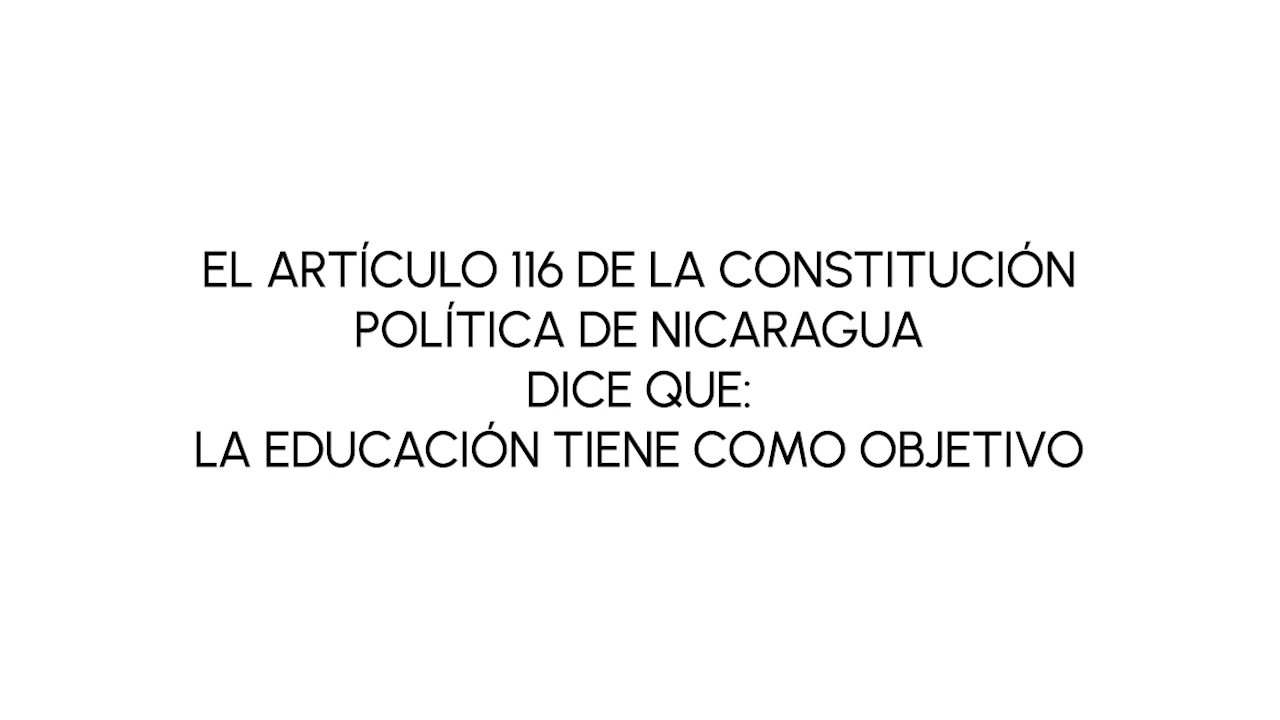 EL ARTÍCULO 116 DE LA CONSTITUCIÓN
POLÍTICA DE NICARAGUA
DICE QUE:
LA EDUCACIÓN TIENE COMO OBJETIVO